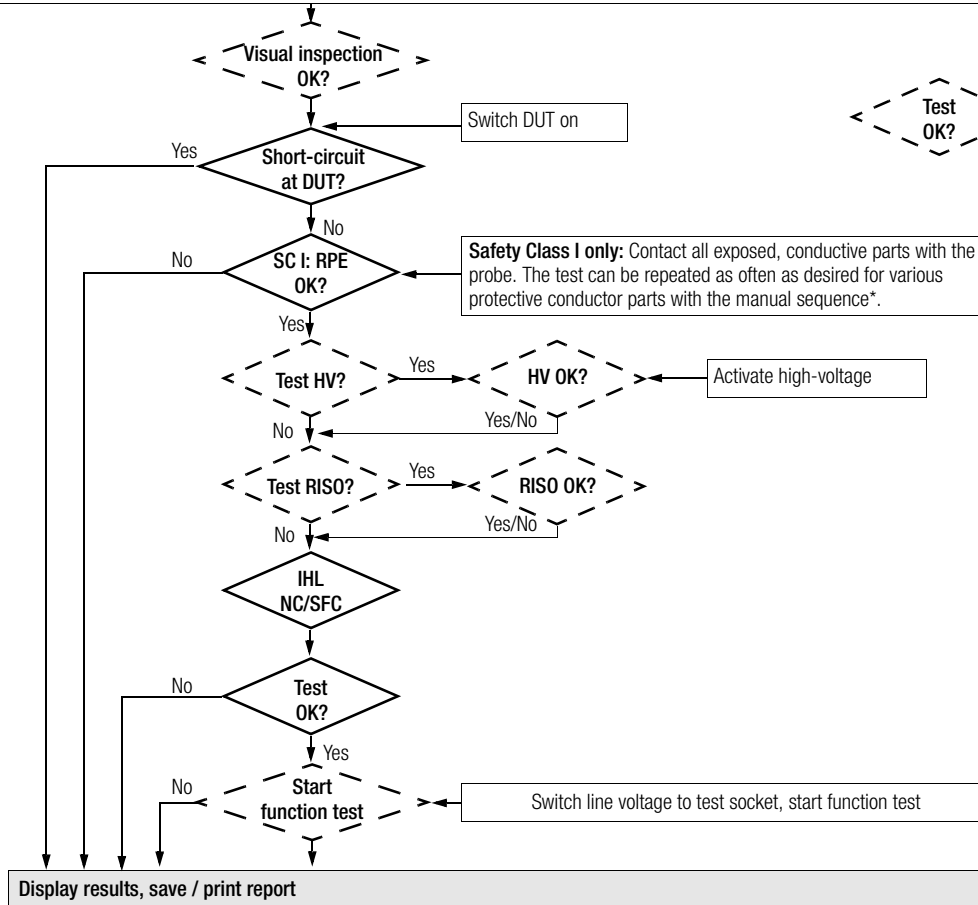 Visual inspection
OK?
Switch DUT on
Test
OK?
Yes
Short-circuit
at DUT?
No
No
SC I: RPE
OK?
Safety Class I only: Contact all exposed, conductive parts with the
probe. The test can be repeated as often as desired for various
protective conductor parts with the manual sequence*.
Yes
Test HV?
Yes
HV OK?
Activate high-voltage
No
Yes/No
Test RISO?
Yes
RISO OK?
No
Yes/No
IHL
NC/SFC
No
Test
OK?
Yes
No
Start
function test
Switch line voltage to test socket, start function test
Display results, save / print report